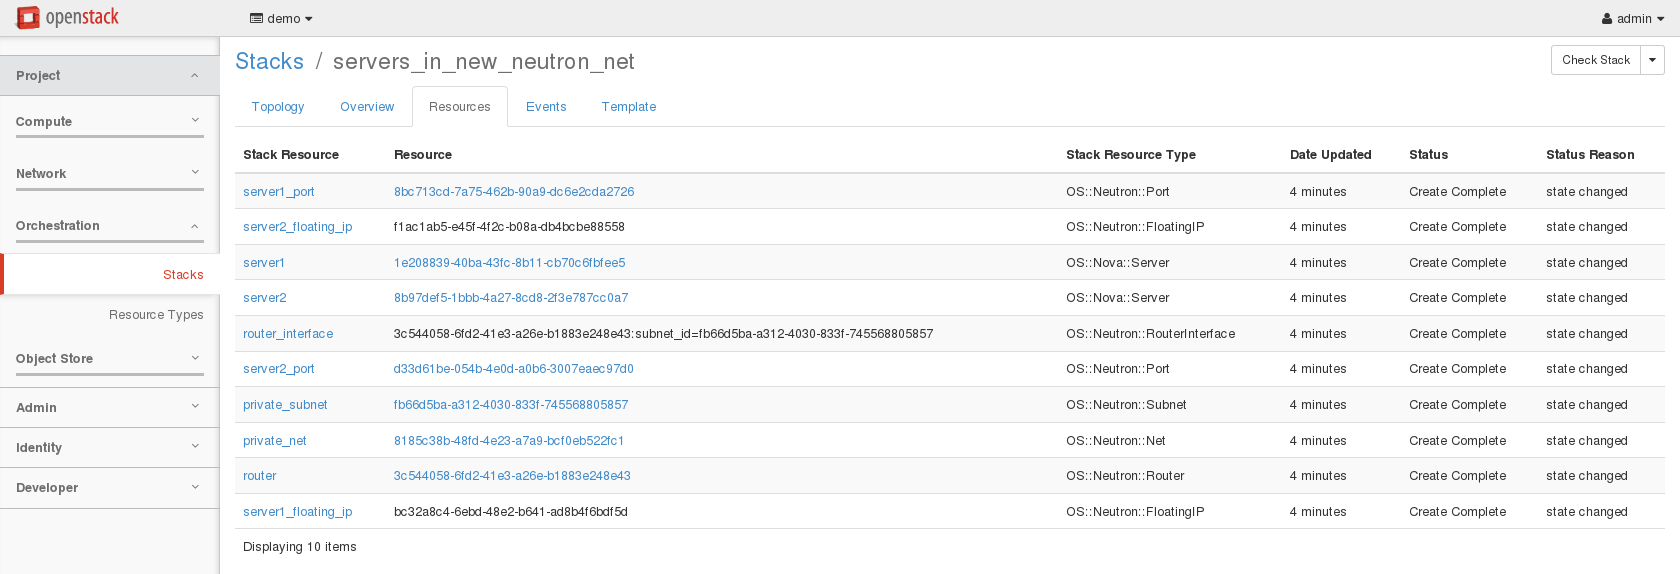 openstack demo admin
Project
Compute
Network
Orchestration
Stacks
Resource Types
Object Store
Admin
Identity
Developer
Stacks / servers_in_new_neutron_net Check Stack
Topology Overview Resources Events Template
Stack Resource Resource Stack Resource Type Date Updated Status Status Reason
server1_port 8bc713cd-7a75-462b-90a9-dc6e2cda2726 OS::Neutron::Port 4 minutes Create Complete state changed
server2_floating_ip f1ac1ab5-e45f-4f2c-b08a-db4bcbe88558 OS::Neutron::FloatingIP 4 minutes Create Complete state changed
server1 1e208839-40ba-43fc-8b11-cb70c6fbfee5 OS::Nova::Server 4 minutes Create Complete state changed
server2 8b97def5-1bbb-4a27-8cd8-2f3e787cc0a7 OS::Nova::Server 4 minutes Create Complete state changed
router_interface 3c544058-6fd2-41e3-a26e-b1883e248e43:subnet_id=fb66d5ba-a312-4030-833f-745568805857 OS::Neutron::RouterInterface 4 minutes Create Complete state changed
server2_port d33d61be-054b-4e0d-a0b6-3007eaec97d0 OS::Neutron::Port 4 minutes Create Complete state changed
private_subnet fb66d5ba-a312-4030-833f-745568805857 OS::Neutron::Subnet 4 minutes Create Complete state changed
private_net 8185c38b-48fd-4e23-a7a9-bcf0eb522fc1 OS::Neutron::Net 4 minutes Create Complete state changed
router 3c544058-6fd2-41e3-a26e-b1883e248e43 OS::Neutron::Router 4 minutes Create Complete state changed
server1_floating_ip bc32a8c4-6ebd-48e2-b641-ad8b4f6bdf5d OS::Neutron::FloatingIP 4 minutes Create Complete state changed
Displaying 10 items